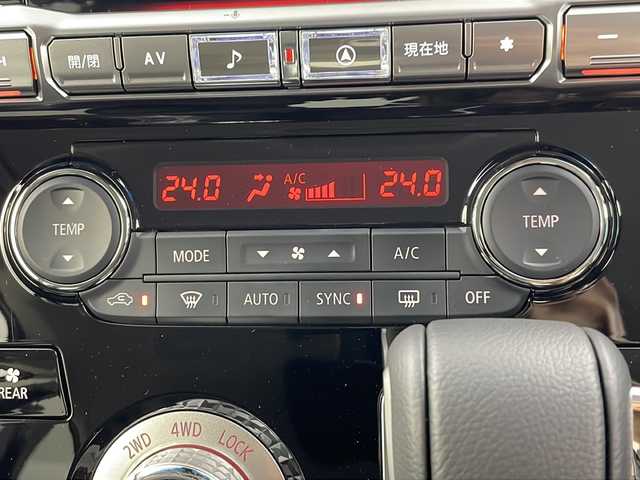 開/閉 AV 現在地 *
24.0 A/C 24.0
TEMP TEMP
MODE A/C
AUTO SYNC OFF
REAR
2WD 4WD LOCK